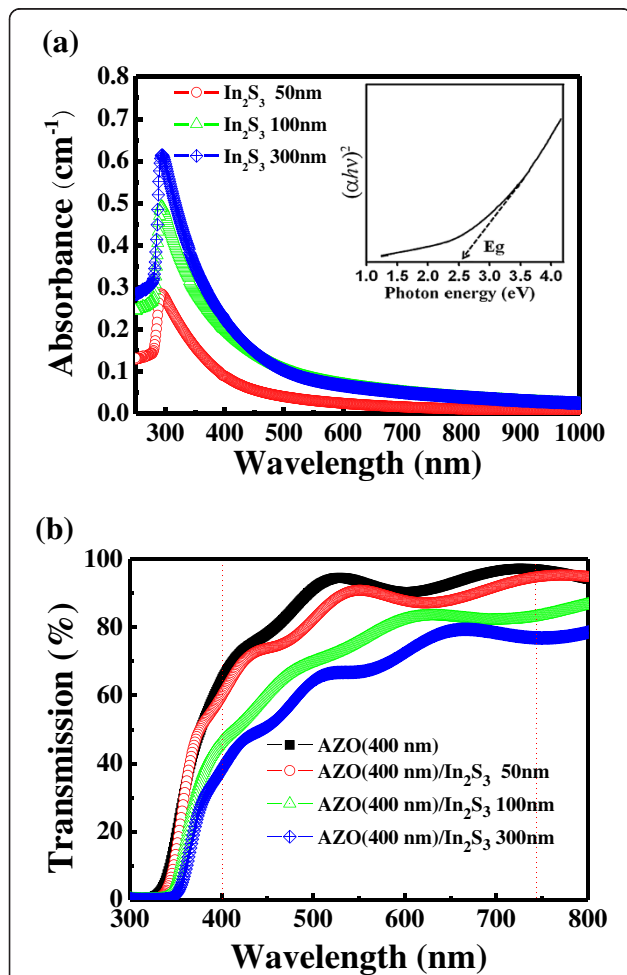 (a)
0.8
0.7
0.6
0.5
0.4
0.3
0.2
0.1
0.0
Absorbance (cm⁻¹)
In₂S₃ 50nm
In₂S₃ 100nm
In₂S₃ 300nm
(αhν)²
Eg
1.0 1.5 2.0 2.5 3.0 3.5 4.0
Photon energy (eV)
300 400 500 600 700 800 900 1000
Wavelength (nm)
(b)
100
80
60
40
20
0
Transmission (%)
AZO(400 nm)
AZO(400 nm)/In₂S₃ 50nm
AZO(400 nm)/In₂S₃ 100nm
AZO(400 nm)/In₂S₃ 300nm
300 400 500 600 700 800
Wavelength (nm)